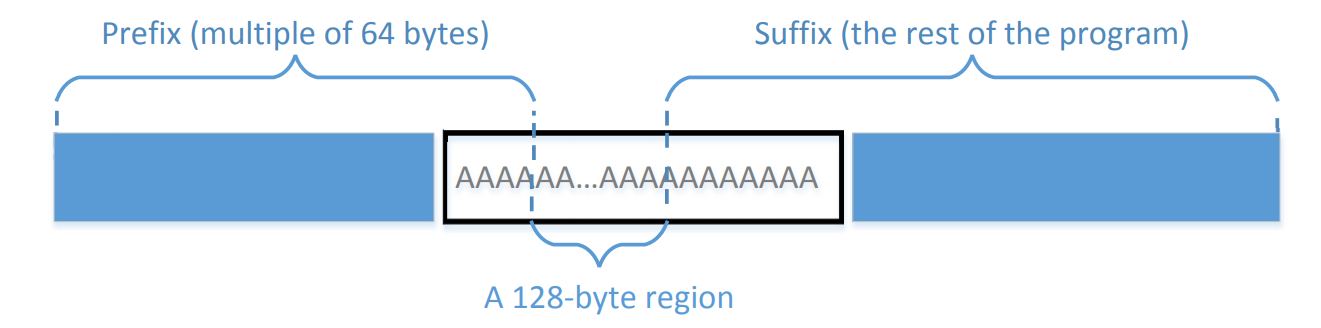 Prefix (multiple of 64 bytes)
Suffix (the rest of the program)
AAAAAA...AAAAAAAAAAAA
A 128-byte region